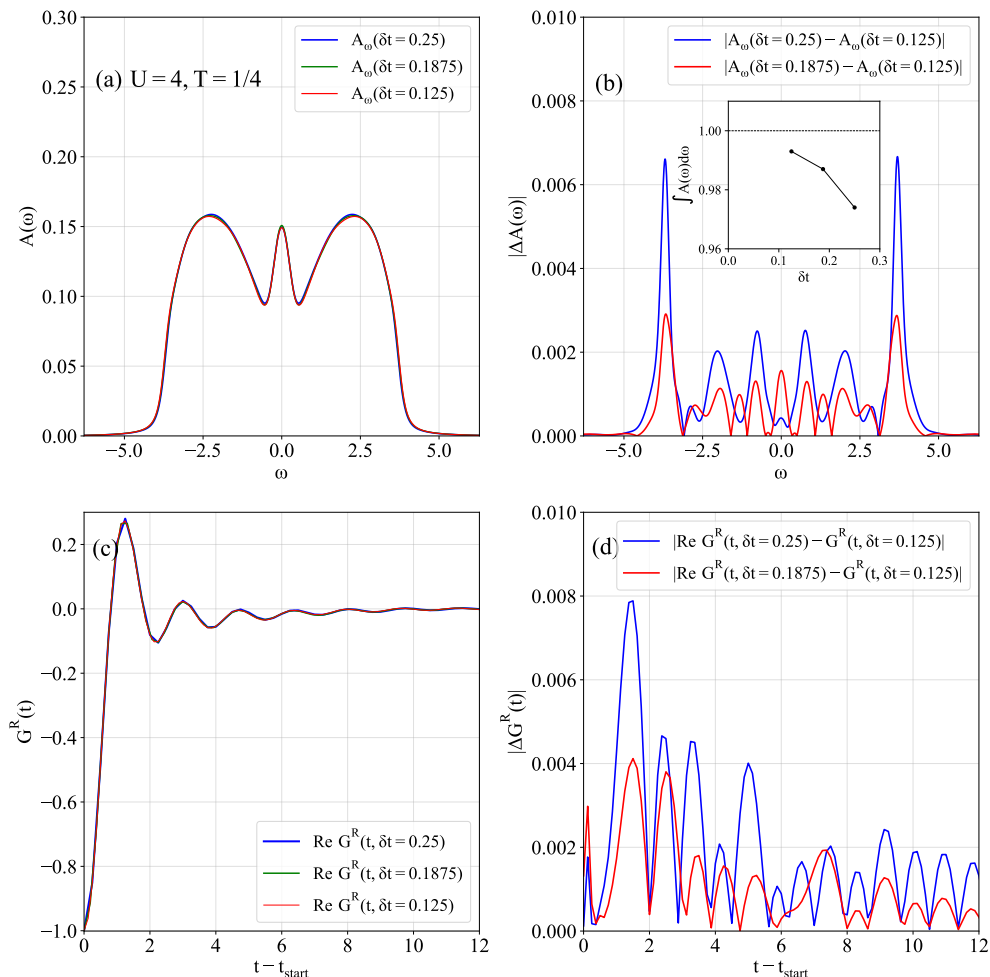 0.30
0.25
0.20
0.15
0.10
0.05
0.00
−5.0
−2.5
0.0
2.5
5.0
A(ω)
ω
(a) U = 4, T = 1/4
A_ω(δt = 0.25)
A_ω(δt = 0.1875)
A_ω(δt = 0.125)
0.010
0.008
0.006
0.004
0.002
0.000
−5.0
−2.5
0.0
2.5
5.0
|ΔA(ω)|
ω
(b)
|A_ω(δt = 0.25) − A_ω(δt = 0.125)|
|A_ω(δt = 0.1875) − A_ω(δt = 0.125)|
1.00
0.98
0.96
0.0
0.1
0.2
0.3
∫ A(ω)dω
δt
0.2
0.0
−0.2
−0.4
−0.6
−0.8
−1.0
0
2
4
6
8
10
12
G^R(t)
t − t_start
(c)
Re G^R(t, δt = 0.25)
Re G^R(t, δt = 0.1875)
Re G^R(t, δt = 0.125)
0.010
0.008
0.006
0.004
0.002
0.000
0
2
4
6
8
10
12
|ΔG^R(t)|
t − t_start
(d)
|Re G^R(t, δt = 0.25) − G^R(t, δt = 0.125)|
|Re G^R(t, δt = 0.1875) − G^R(t, δt = 0.125)|